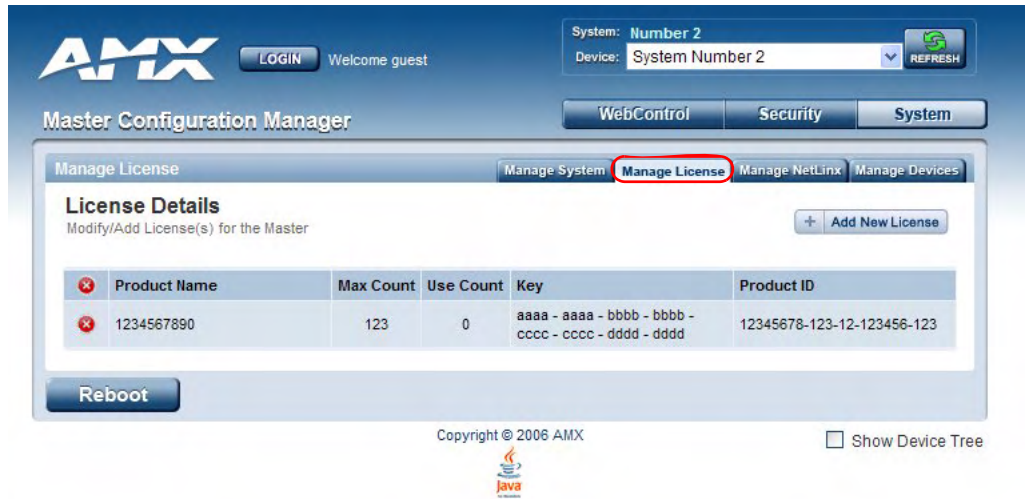 AMX
LOGIN Welcome guest
System: Number 2
Device: System Number 2
REFRESH
Master Configuration Manager
WebControl Security System
Manage License
Manage System Manage License Manage NetLinx Manage Devices
License Details
Modify/Add License(s) for the Master
+ Add New License
Product Name Max Count Use Count Key Product ID
1234567890 123 0 aaaa - aaaa - bbbb - bbbb - 12345678-123-12-123456-123
cccc - cccc - dddd - dddd
Reboot
Copyright © 2006 AMX
Show Device Tree
Java